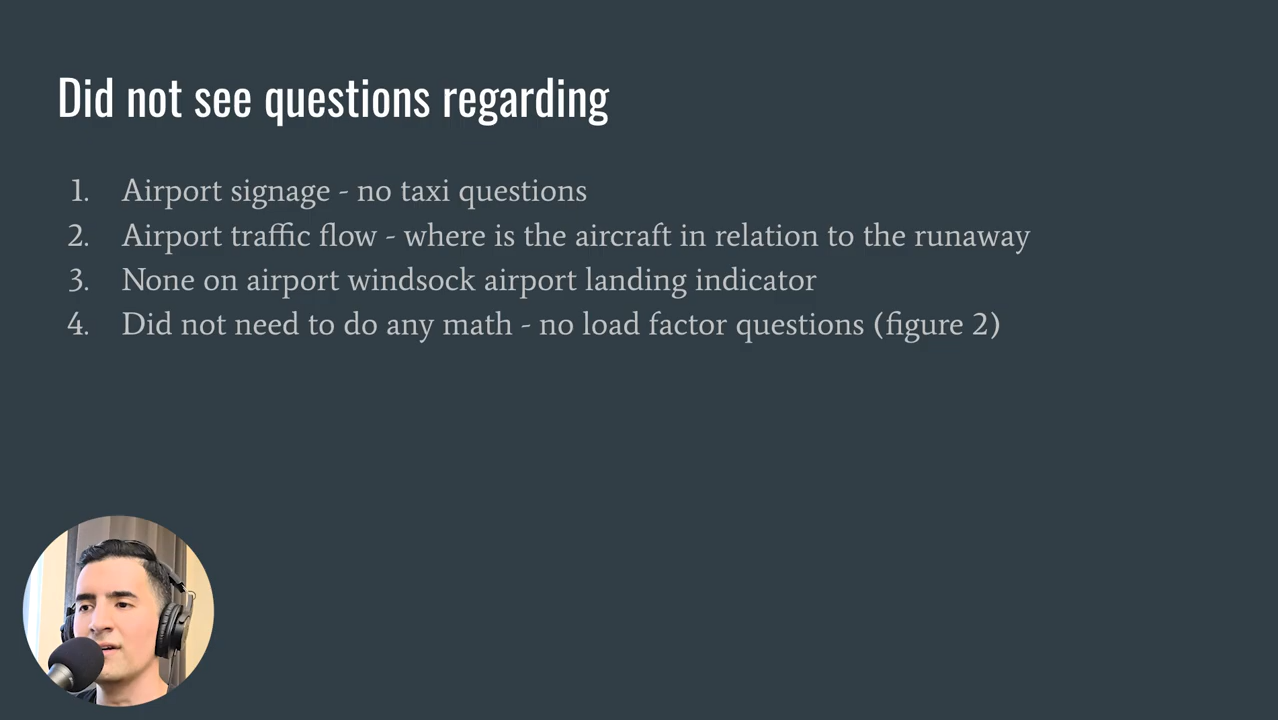 Did not see questions regarding
1. Airport signage - no taxi questions
2. Airport traffic flow - where is the aircraft in relation to the runaway
3. None on airport windsock airport landing indicator
4. Did not need to do any math - no load factor questions (figure 2)